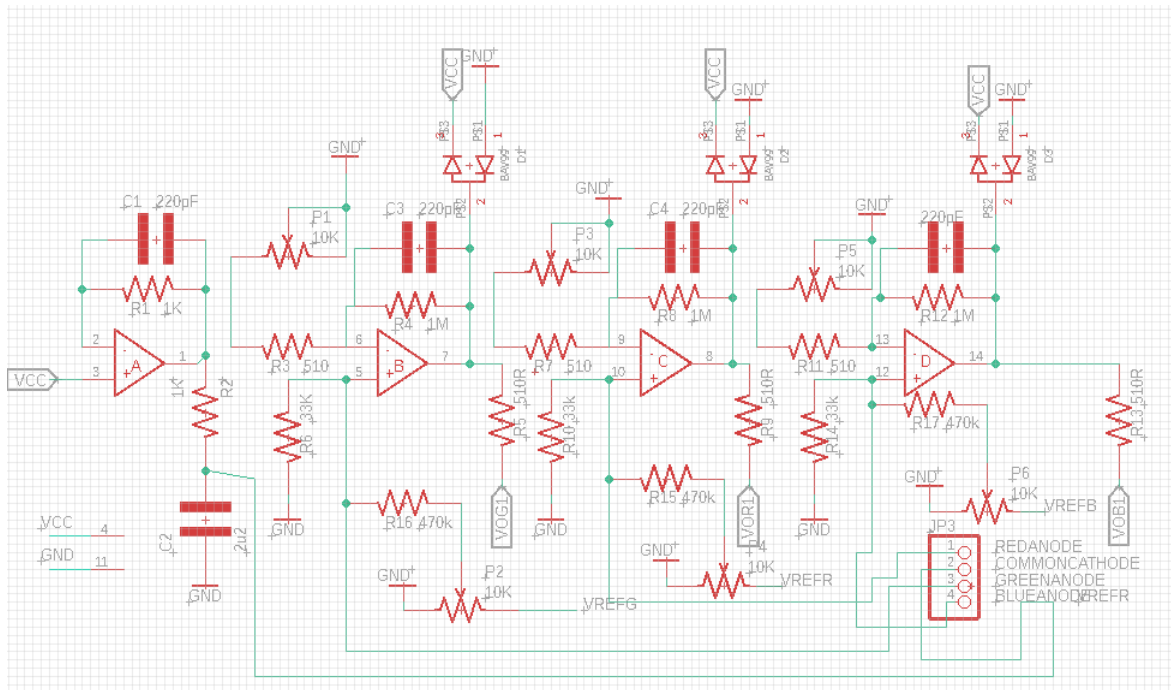 VCC
GND
VCC
GND
VCC
GND
PS3
PS1
1
BAV99
D1
PS2
2
PS3
PS1
1
BAV99
D2
PS2
2
PS3
PS1
1
BAV99
D3
PS2
2
GND
GND
GND
C1 220pF
P1
10K
C3 220pF
P3
10K
C4 220pF
P5
10K
220pF
R1 1K
R4 1M
R8 1M
R12 1M
2
A
1
3
VCC
6
B
7
5
R3 510
9
C
8
10
R7 510
13
D
14
12
R11 510
1K
R2
33K
R6
510R
R5
33k
R10
510R
R9
33k
R14
R17 470k
510R
R13
R16 470k
R15 470k
VOG1
VOR1
VOB1
GND
GND
GND
GND
P6
10K
VREFB
VCC
4
GND
11
C2
2u2
GND
GND
P2
10K
VREFG
GND
10K
VREFR
JP3
1
2
3
4
REDANODE
COMMONCATHODE
GREENANODE
BLUEANODE
VREFR